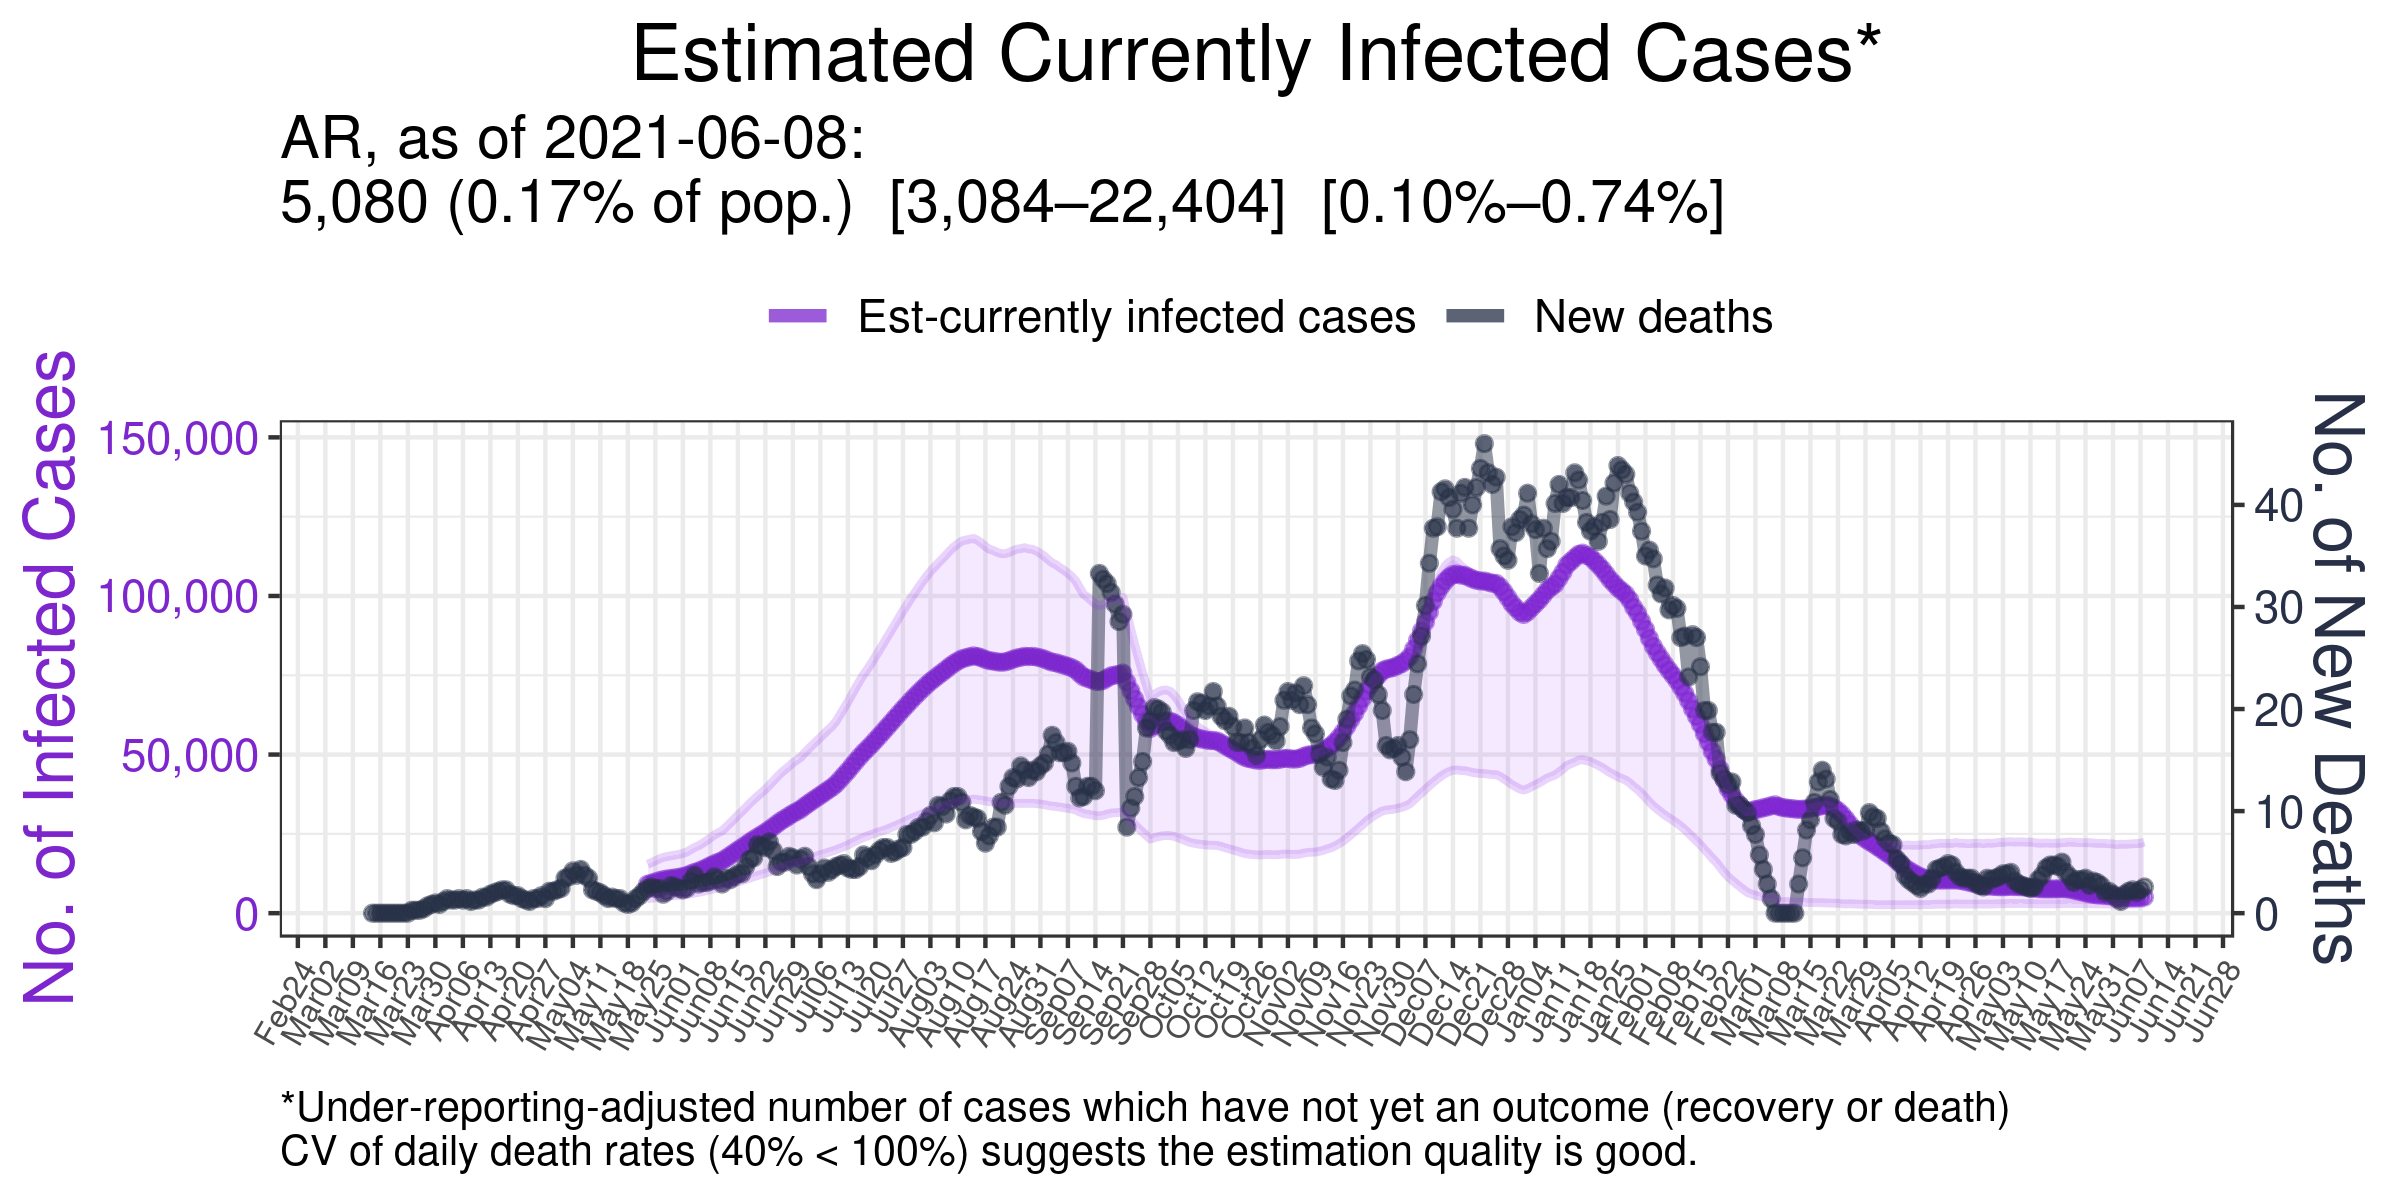 Estimated Currently Infected Cases*
AR, as of 2021-06-08:
5,080 (0.17% of pop.)  [3,084–22,404]  [0.10%–0.74%]
Est-currently infected cases
New deaths
No. of Infected Cases
150,000
100,000
50,000
0
40
30
20
10
0
No. of New Deaths
Feb24
Mar02
Mar09
Mar16
Mar23
Mar30
Apr06
Apr13
Apr20
Apr27
May04
May11
May18
May25
Jun01
Jun08
Jun15
Jun22
Jun29
Jul06
Jul13
Jul20
Jul27
Aug03
Aug10
Aug17
Aug24
Aug31
Sep07
Sep14
Sep21
Sep28
Oct05
Oct12
Oct19
Oct26
Nov02
Nov09
Nov16
Nov23
Nov30
Dec07
Dec14
Dec21
Dec28
Jan04
Jan11
Jan18
Jan25
Feb01
Feb08
Feb15
Feb22
Mar01
Mar08
Mar15
Mar22
Mar29
Apr05
Apr12
Apr19
Apr26
May03
May10
May17
May24
May31
Jun07
Jun14
Jun21
Jun28
*Under-reporting-adjusted number of cases which have not yet an outcome (recovery or death)
CV of daily death rates (40% < 100%) suggests the estimation quality is good.